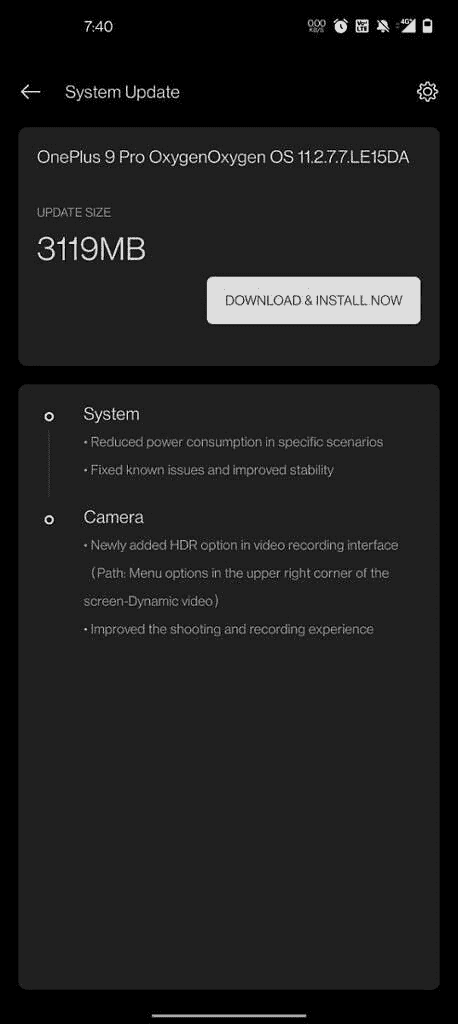 7:40
000
KB/S
Vo
LTE
4G
System Update
OnePlus 9 Pro OxygenOxygen OS 11.2.7.7.LE15DA
UPDATE SIZE
3119MB
DOWNLOAD & INSTALL NOW
System
• Reduced power consumption in specific scenarios
• Fixed known issues and improved stability
Camera
• Newly added HDR option in video recording interface
（Path: Menu options in the upper right corner of the
screen-Dynamic video）
• Improved the shooting and recording experience